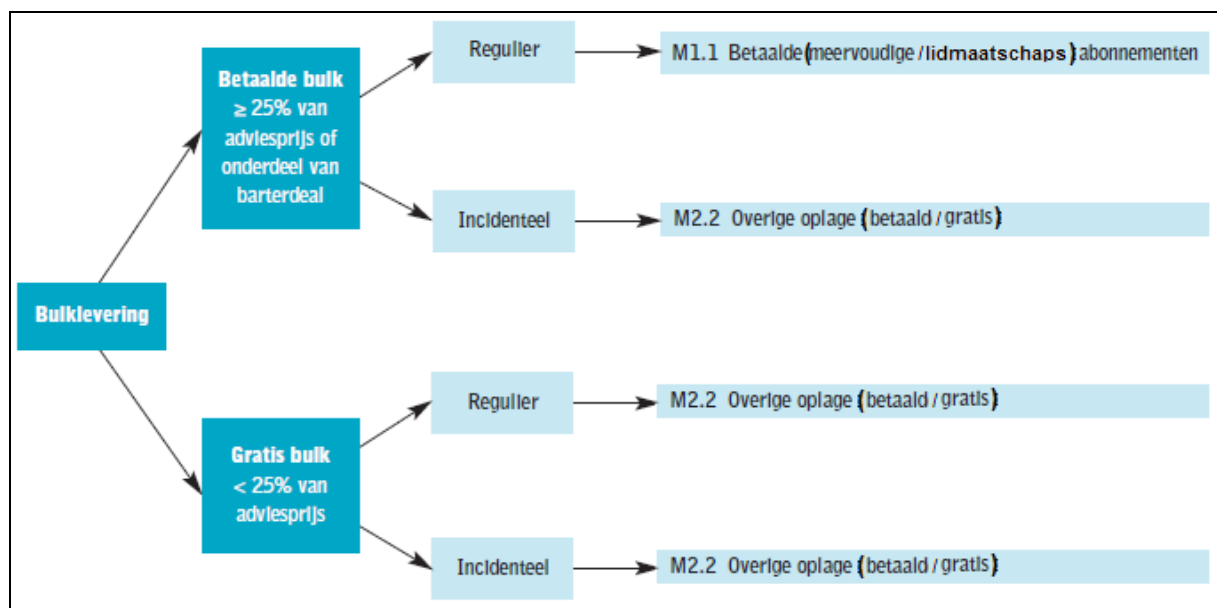 Regulier
M1.1 Betaalde (meervoudige/lidmaatschaps) abonnementen
Betaalde bulk
≥ 25% van
adviesprijs of
onderdeel van
barterdeal
Incidenteel
M2.2 Overige oplage (betaald/gratis)
Bulklevering
Regulier
M2.2 Overige oplage (betaald/gratis)
Gratis bulk
< 25% van
adviesprijs
Incidenteel
M2.2 Overige oplage (betaald/gratis)